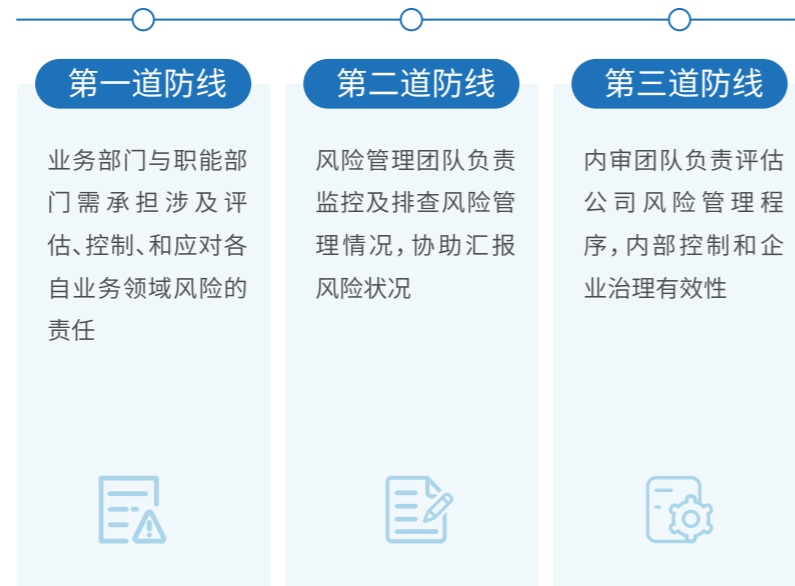 第一道防线
业务部门与职能部
门需承担涉及评
估、控制、和应对各
自业务领域风险的
责任
第二道防线
风险管理团队负责
监控及排查风险管
理情况，协助汇报
风险状况
第三道防线
内审团队负责评估
公司风险管理程
序，内部控制和企
业治理有效性